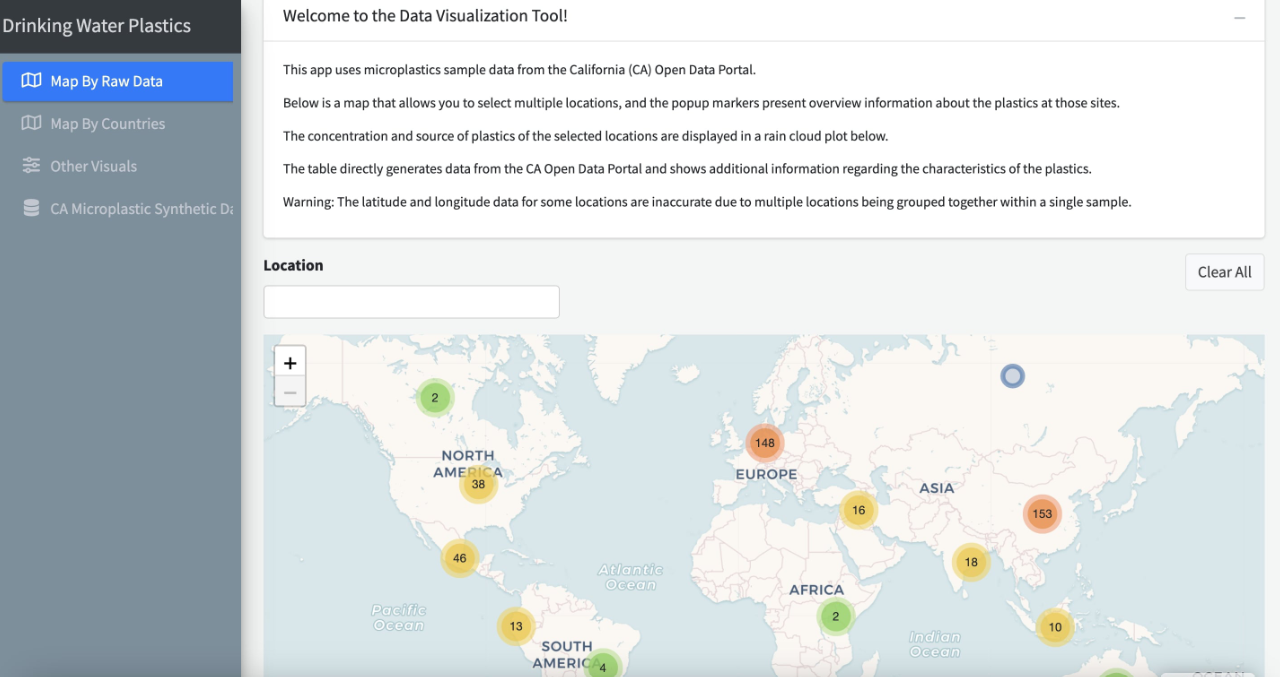 Drinking Water Plastics
Map By Raw Data
Map By Countries
Other Visuals
CA Microplastic Synthetic Da
Welcome to the Data Visualization Tool!
This app uses microplastics sample data from the California (CA) Open Data Portal.
Below is a map that allows you to select multiple locations, and the popup markers present overview information about the plastics at those sites.
The concentration and source of plastics of the selected locations are displayed in a rain cloud plot below.
The table directly generates data from the CA Open Data Portal and shows additional information regarding the characteristics of the plastics.
Warning: The latitude and longitude data for some locations are inaccurate due to multiple locations being grouped together within a single sample.
Location
Clear All
+
−
2
148
NORTH
AMERICA
38
EUROPE
ASIA
16
153
46
18
Atlantic
Ocean
AFRICA
Pacific
Ocean
2
13
10
Indian
Ocean
SOUTH
AMERICA
4